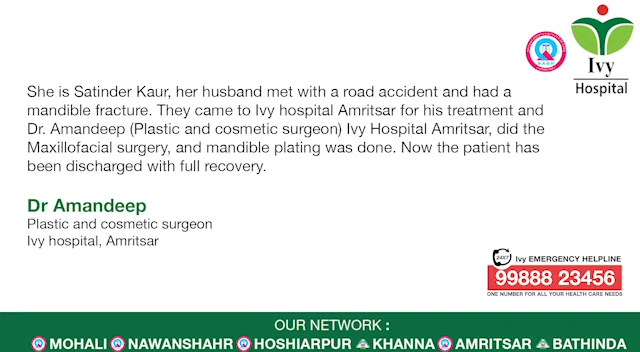 Ivy
Hospital
She is Satinder Kaur, her husband met with a road accident and had a
mandible fracture. They came to Ivy hospital Amritsar for his treatment and
Dr. Amandeep (Plastic and cosmetic surgeon) Ivy Hospital Amritsar, did the
Maxillofacial surgery, and mandible plating was done. Now the patient has
been discharged with full recovery.
Dr Amandeep
Plastic and cosmetic surgeon
Ivy hospital, Amritsar
24X7 Ivy EMERGENCY HELPLINE
99888 23456
ONE NUMBER FOR ALL YOUR HEALTH CARE NEEDS
OUR NETWORK :
MOHALI NAWANSHAHR HOSHIARPUR KHANNA AMRITSAR BATHINDA